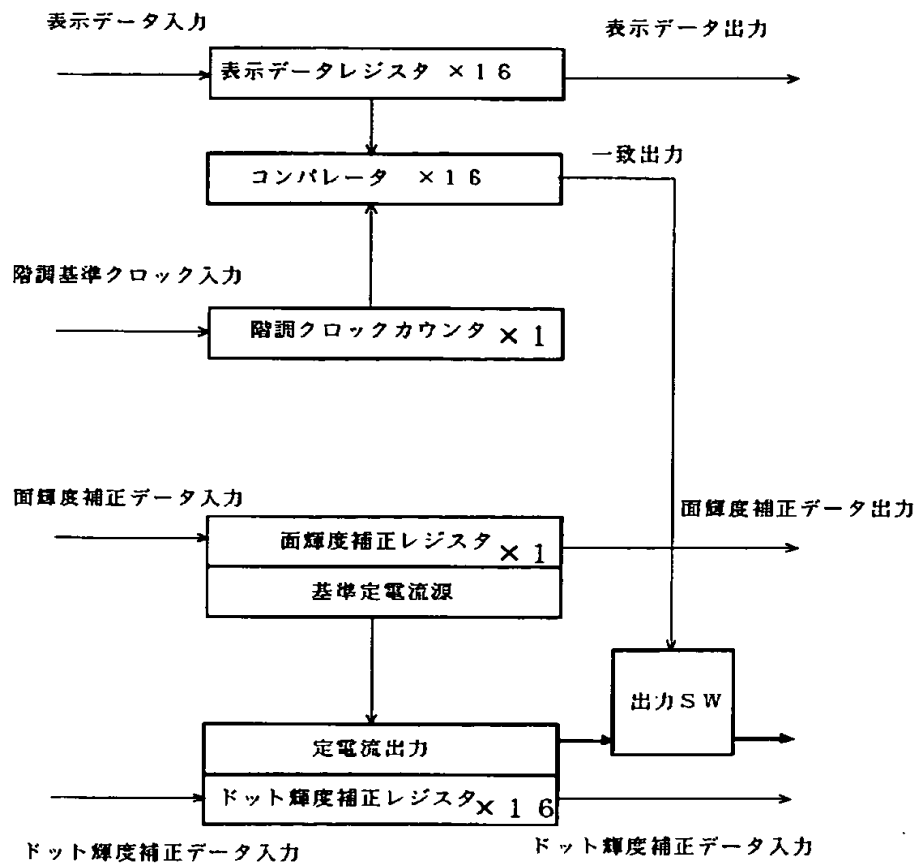 表示データ入力
表示データ出力
表示データレジスタ ×16
一致出力
コンパレータ ×16
階調基準クロック入力
階調クロックカウンタ ×1
面輝度補正データ入力
面輝度補正データ出力
面輝度補正レジスタ ×1
基準定電流源
出力SW
定電流出力
ドット輝度補正レジスタ ×16
ドット輝度補正データ入力
ドット輝度補正データ入力